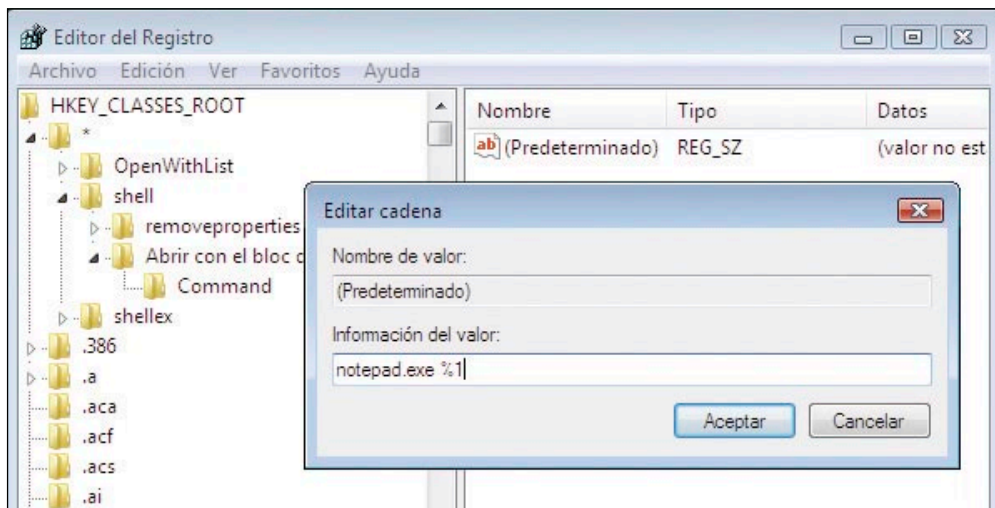 Editor del Registro
Archivo Edición Ver Favoritos Ayuda
HKEY_CLASSES_ROOT
*
OpenWithList
shell
removeproperties
Abrir con el bloc
Command
shellex
.386
.a
.aca
.acf
.acs
.ai
Nombre Tipo Datos
ab (Predeterminado) REG_SZ (valor no est
Editar cadena
Nombre de valor:
(Predeterminado)
Información del valor:
notepad.exe %1
Aceptar Cancelar